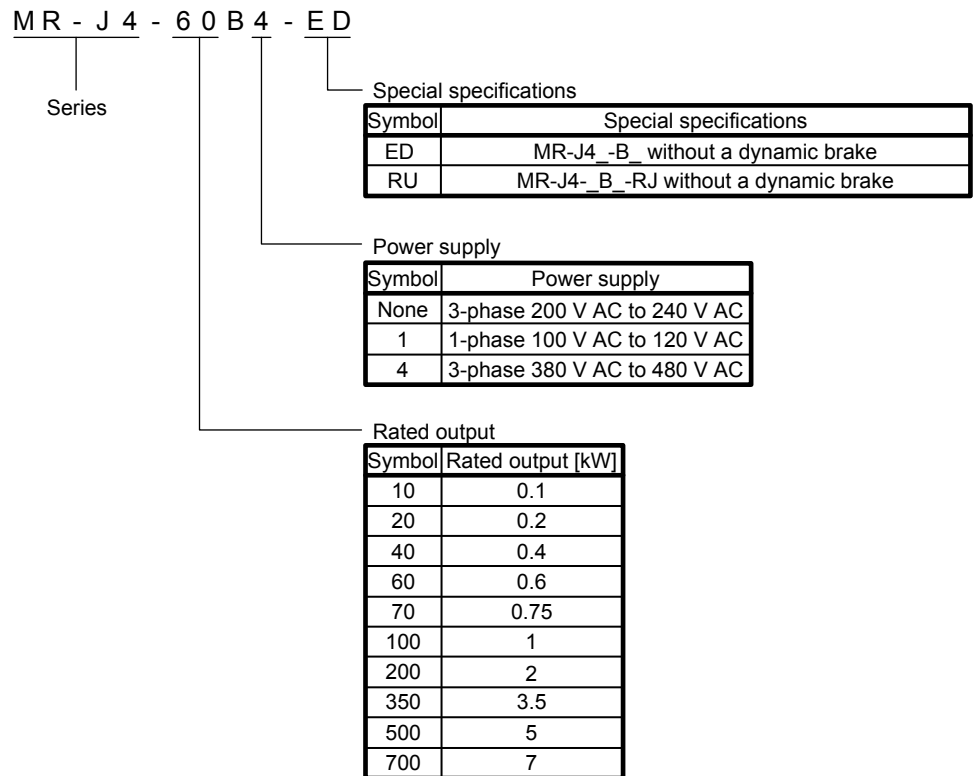 MR-J4-60B4-ED
Series
Special specifications
Symbol Special specifications
ED MR-J4_-B_ without a dynamic brake
RU MR-J4-_B_-RJ without a dynamic brake
Power supply
Symbol Power supply
None 3-phase 200 V AC to 240 V AC
1 1-phase 100 V AC to 120 V AC
4 3-phase 380 V AC to 480 V AC
Rated output
Symbol Rated output [kW]
10 0.1
20 0.2
40 0.4
60 0.6
70 0.75
100 1
200 2
350 3.5
500 5
700 7